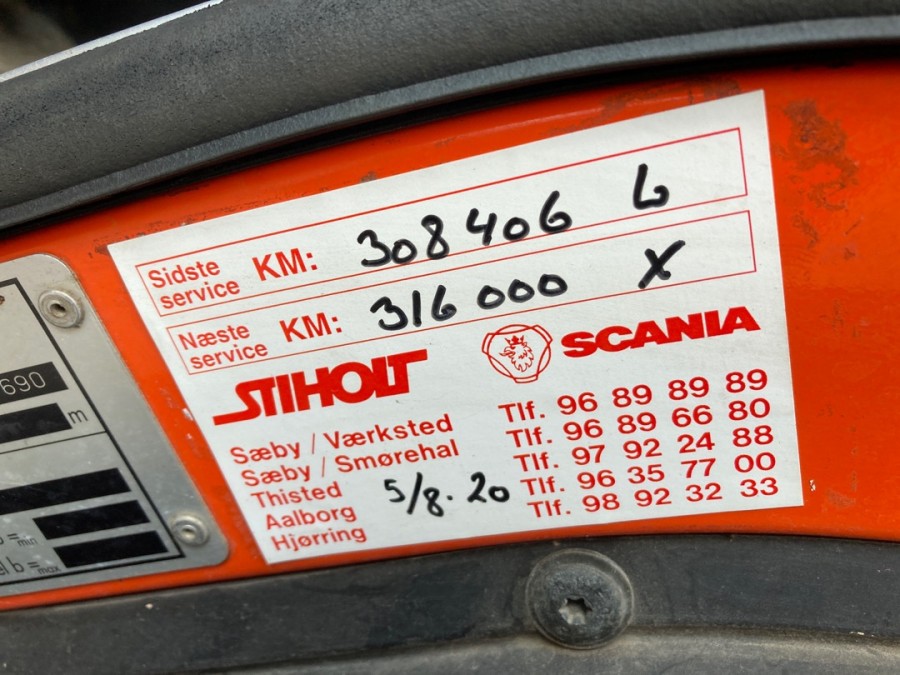 Sidste service KM: 308406 L
Næste service KM: 316000 X
STIHOLT SCANIA
Sæby / Værksted Tlf. 96 89 89 89
Sæby / Smørehal Tlf. 96 89 66 80
Thisted Tlf. 97 92 24 88
Aalborg 5/8.20 Tlf. 96 35 77 00
Hjørring Tlf. 98 92 32 33
690
m
min
b = max